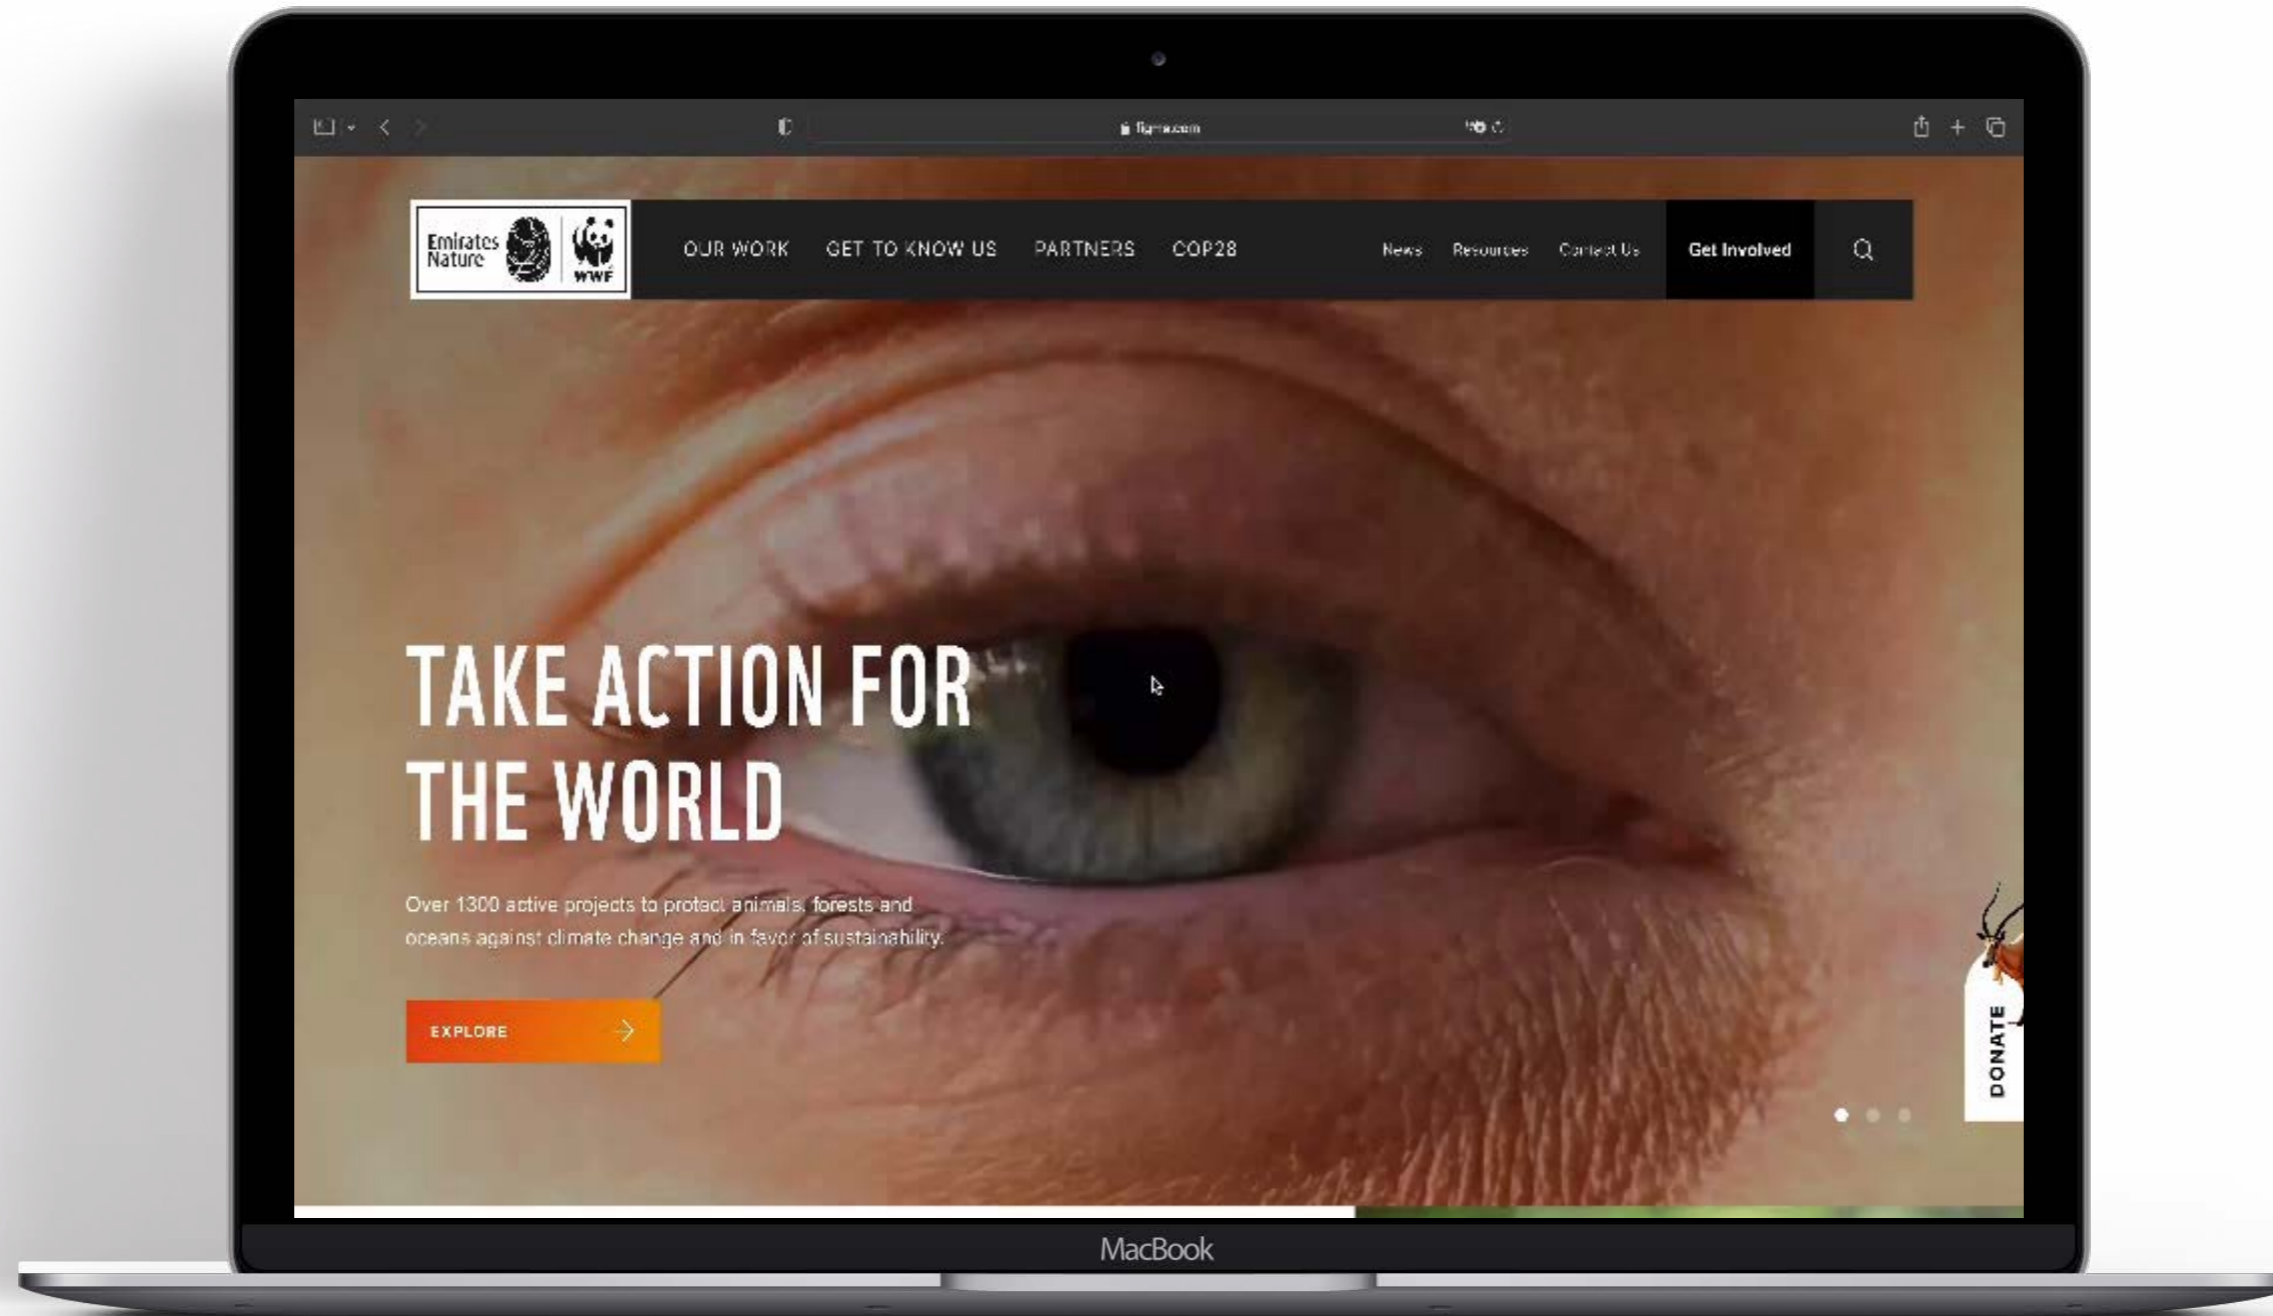 figma.com
Emirates
Nature
WWF
OUR WORK GET TO KNOW US PARTNERS COP28 News Resources Contact Us Get Involved
TAKE ACTION FOR
THE WORLD
Over 1300 active projects to protect animals, forests and
oceans against climate change and in favor of sustainability.
EXPLORE
DONATE
MacBook